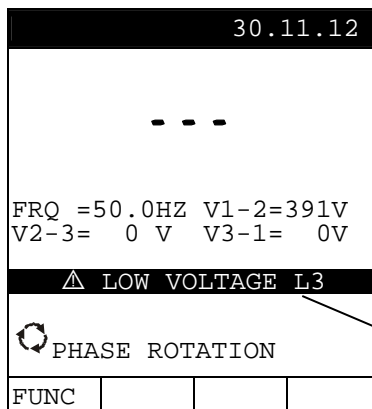 30.11.12
- - -
FRQ =50.0HZ V1-2=391V
V2-3= 0 V V3-1= 0V
⚠ LOW VOLTAGE L3
PHASE ROTATION
FUNC